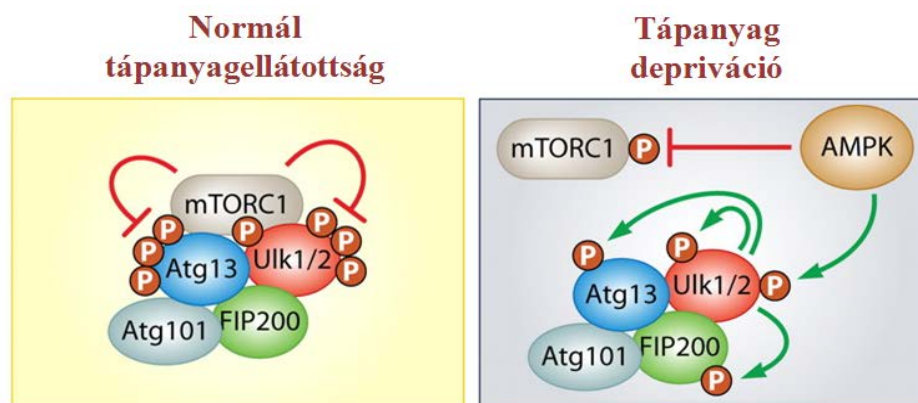 Normál
tápanyagellátottság
mTORC1
P
P
P
P
P
P
P
Atg13
Ulk1/2
Atg101
FIP200
Tápanyag
depriváció
mTORC1
P
AMPK
P
P
P
Atg13
Ulk1/2
Atg101
FIP200
P